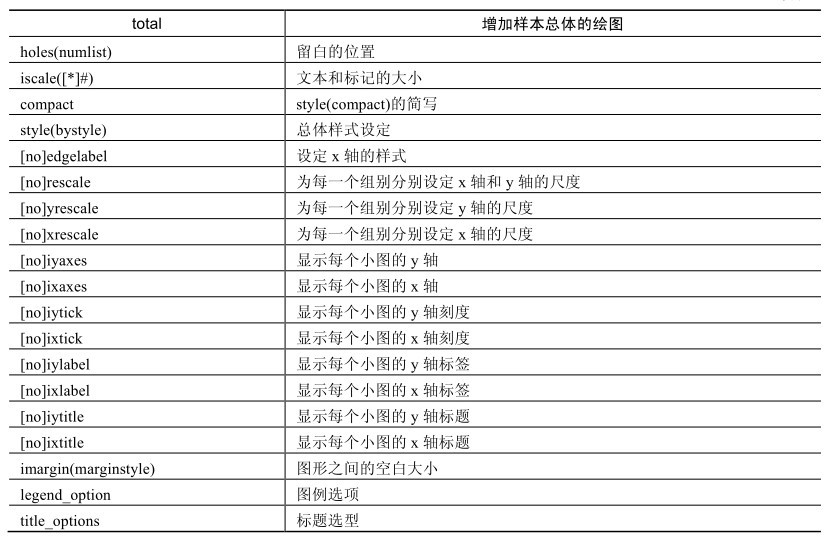 total 增加样本总体的绘图
holes(numlist) 留白的位置
iscale([*]#) 文本和标记的大小
compact style(compact)的简写
style(bystyle) 总体样式设定
[no]edgelabel 设定 x 轴的样式
[no]rescale 为每一个组别分别设定 x 轴和 y 轴的尺度
[no]yrescale 为每一个组别分别设定 y 轴的尺度
[no]xrescale 为每一个组别分别设定 x 轴的尺度
[no]iyaxes 显示每个小图的 y 轴
[no]ixaxes 显示每个小图的 x 轴
[no]iytick 显示每个小图的 y 轴刻度
[no]ixtick 显示每个小图的 x 轴刻度
[no]iylabel 显示每个小图的 y 轴标签
[no]ixlabel 显示每个小图的 x 轴标签
[no]iytitle 显示每个小图的 y 轴标题
[no]ixtitle 显示每个小图的 x 轴标题
imargin(marginstyle) 图形之间的空白大小
legend_option 图例选项
title_options 标题选型